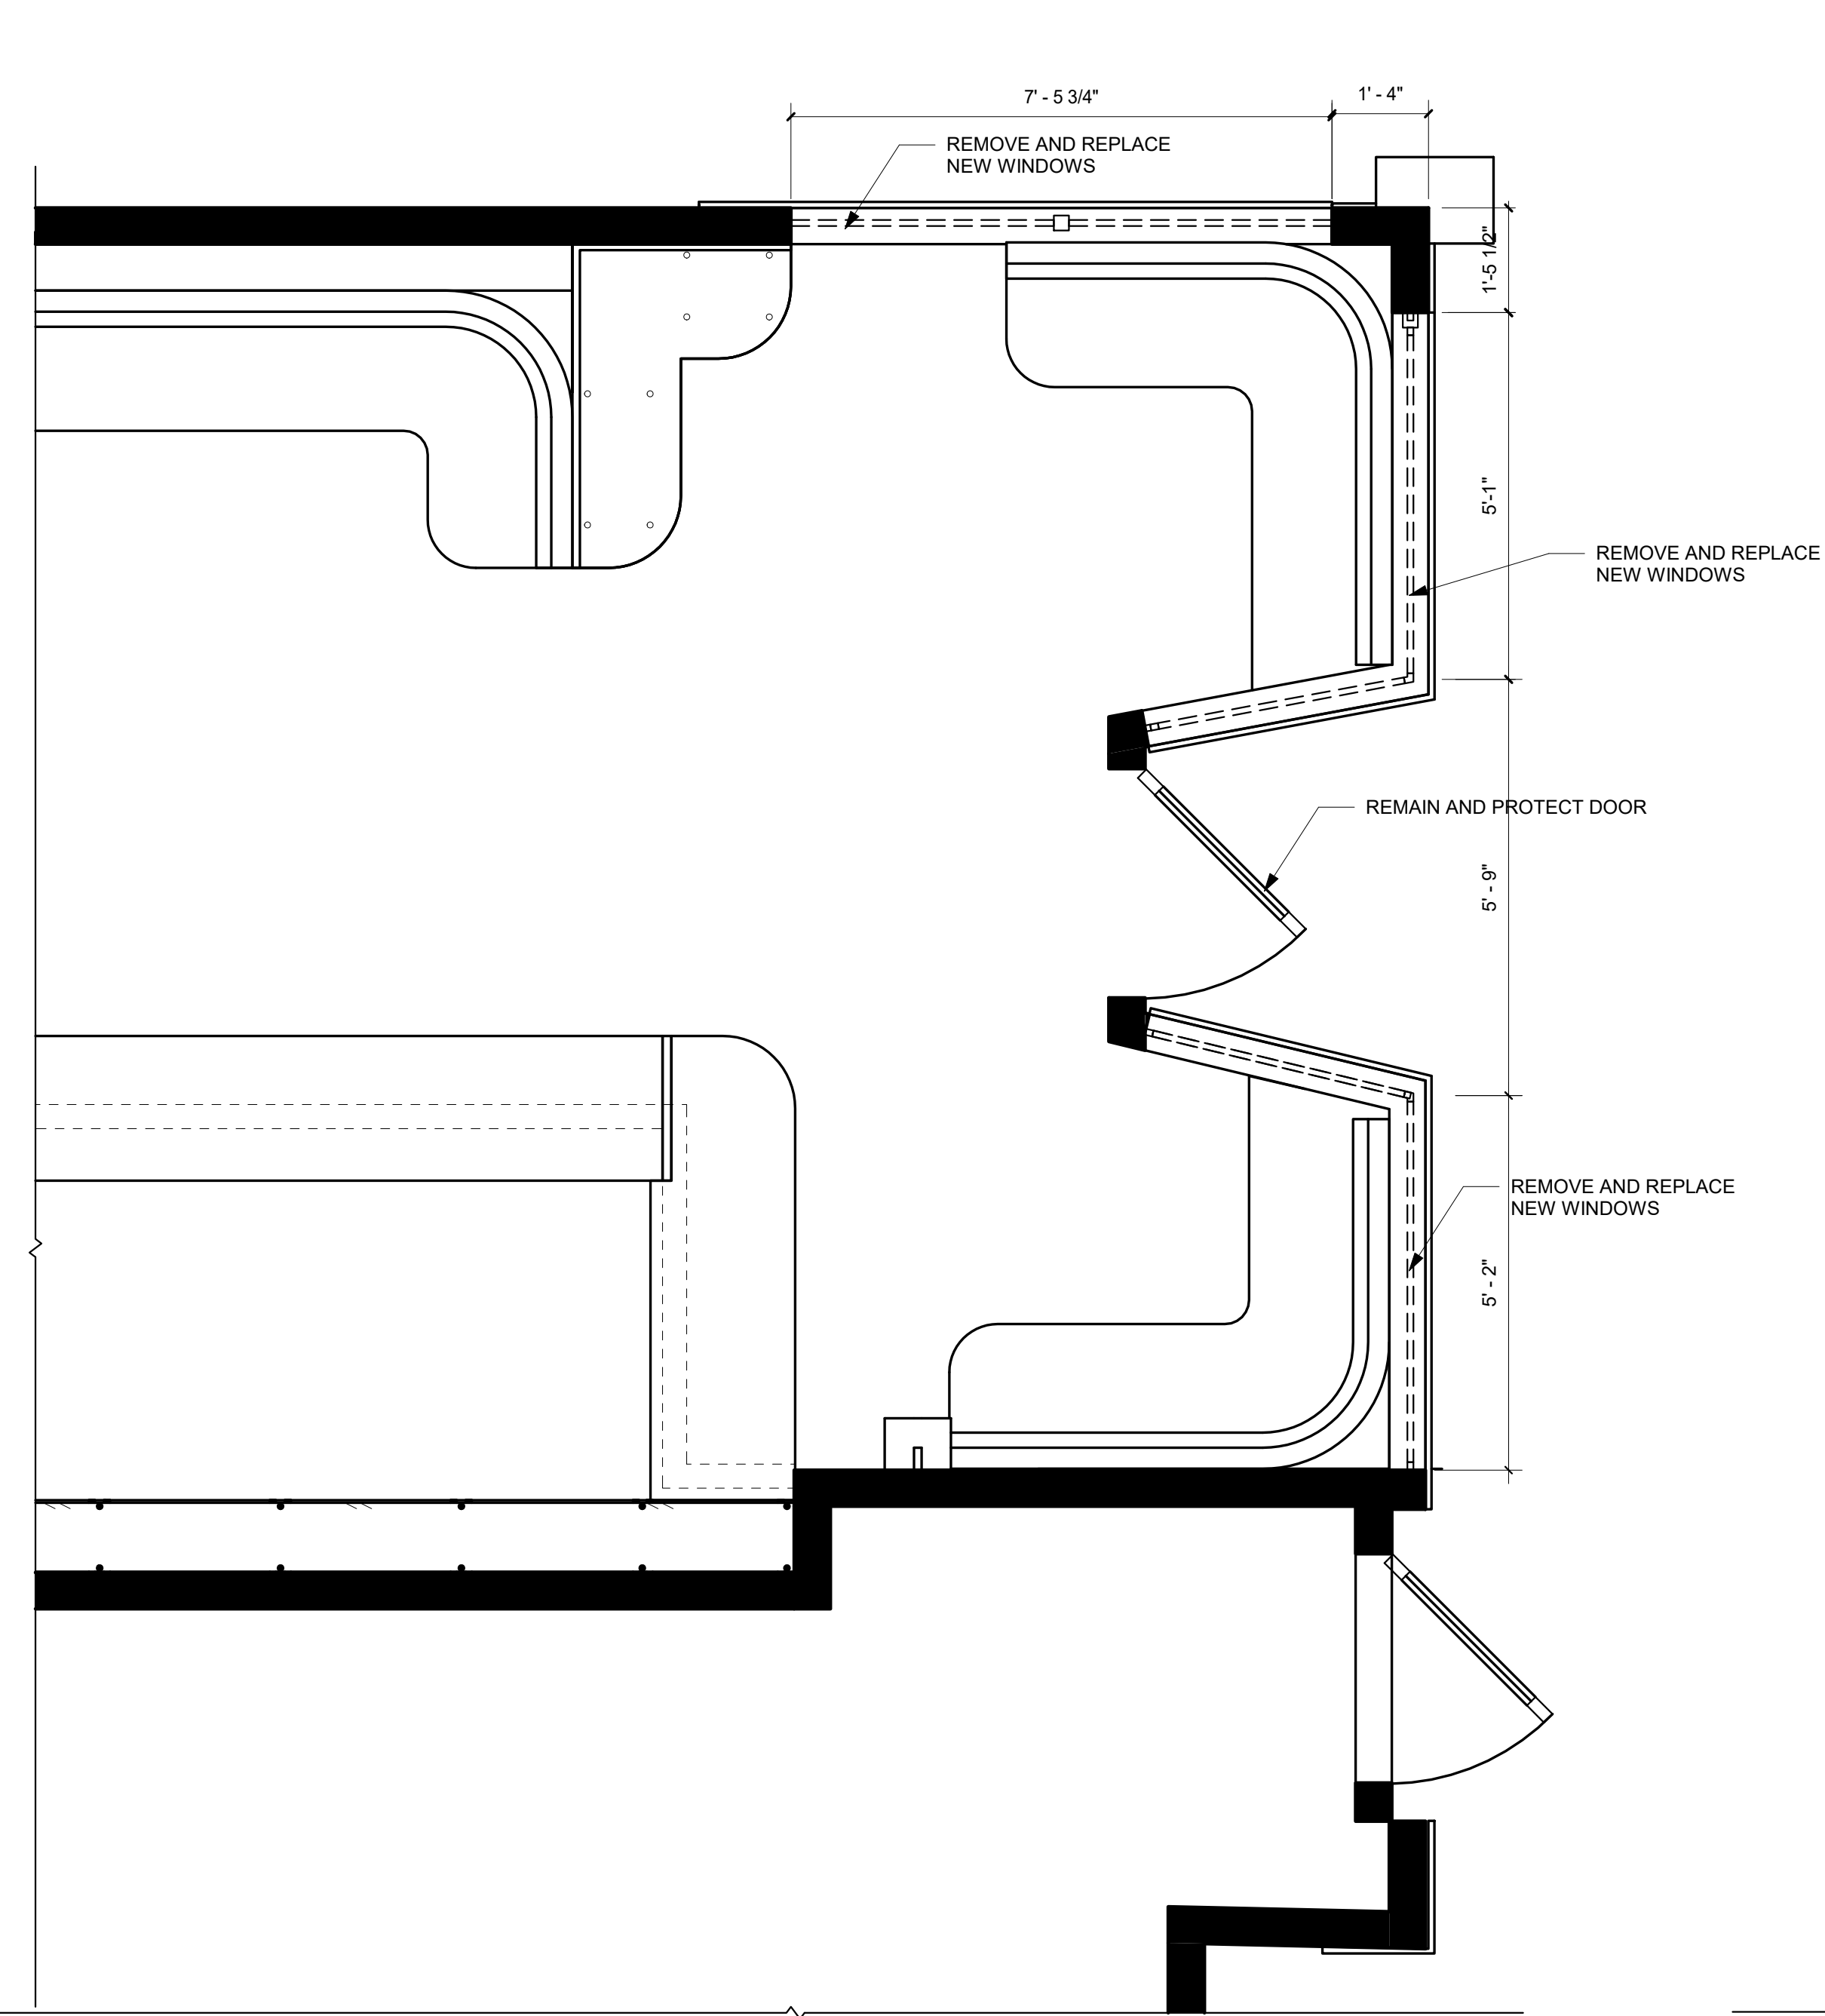 7' - 5 3/4"
1' - 4"
REMOVE AND REPLACE
NEW WINDOWS
1'-5 1/2"
5'-1"
REMOVE AND REPLACE
NEW WINDOWS
REMAIN AND PROTECT DOOR
5' - 9"
REMOVE AND REPLACE
NEW WINDOWS
5' - 2"